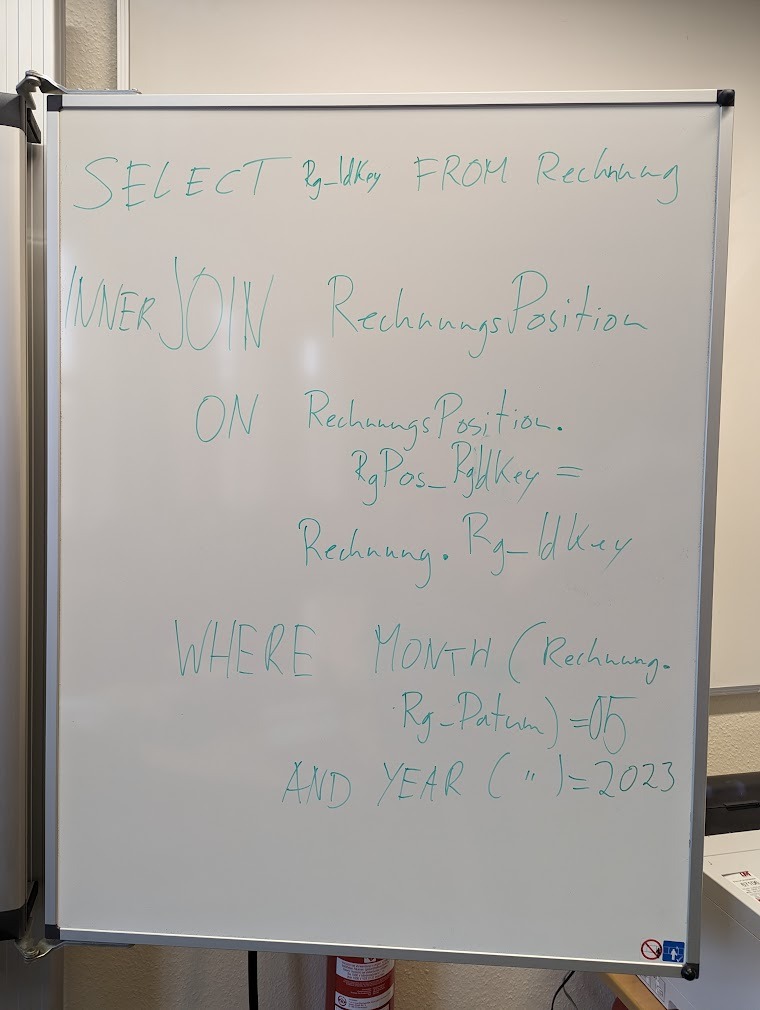 SELECT Rg_IdKey FROM Rechnung
INNER JOIN RechnungsPosition
ON RechnungsPosition.
RgPos_RgIdKey =
Rechnung. Rg_IdKey
WHERE MONTH (Rechnung.
Rg_Datum) = 05
AND YEAR ( " ) = 2023